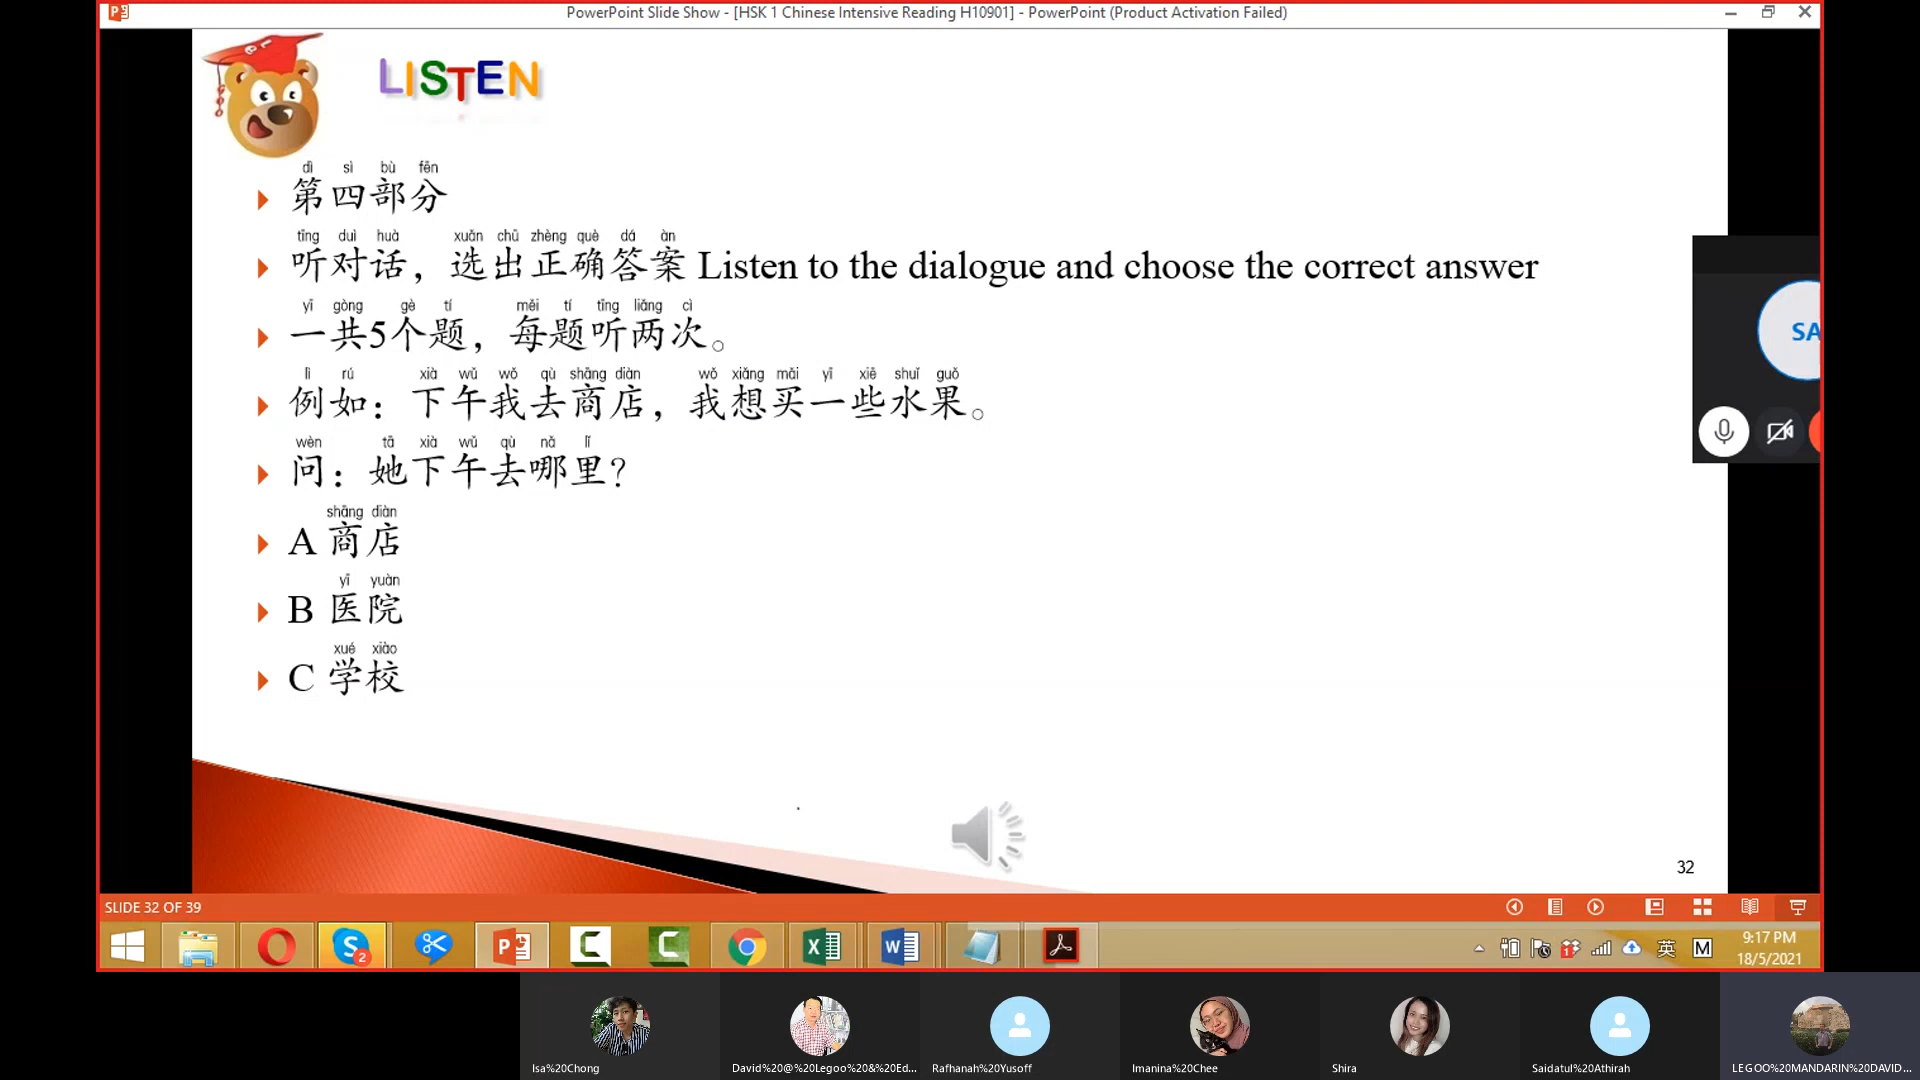 PowerPoint Slide Show - [HSK 1 Chinese Intensive Reading H10901] - PowerPoint (Product Activation Failed)
LISTEN
dì sì bù fēn
第四部分
tīng duì huà xuǎn chū zhèng què dá àn
听对话，选出正确答案 Listen to the dialogue and choose the correct answer
yī gòng gè tí měi tí tīng liǎng cì
一共5个题，每题听两次。
lì rú xià wǔ wǒ qù shāng diàn wǒ xiǎng mǎi yī xiē shuǐ guǒ
例如：下午我去商店，我想买一些水果。
wèn tā xià wǔ qù nǎ lǐ
问：她下午去哪里？
shāng diàn
A 商店
yī yuàn
B 医院
xué xiào
C 学校
SA
32
SLIDE 32 OF 39
2
英
M
9:17 PM
18/5/2021
Isa%20Chong
David%20@%20Legoo%20&%20Ed...
Rafhanah%20Yusoff
Imanina%20Chee
Shira
Saidatul%20Athirah
LEGOO%20MANDARIN%20DAVID...